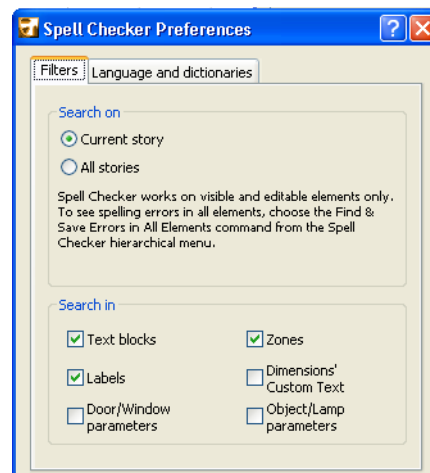 Spell Checker Preferences
Filters
Language and dictionaries
Search on
Current story
All stories
Spell Checker works on visible and editable elements only.
To see spelling errors in all elements, choose the Find &
Save Errors in All Elements command from the Spell
Checker hierarchical menu.
Search in
Text blocks
Zones
Labels
Dimensions'
Custom Text
Door/Window
parameters
Object/Lamp
parameters